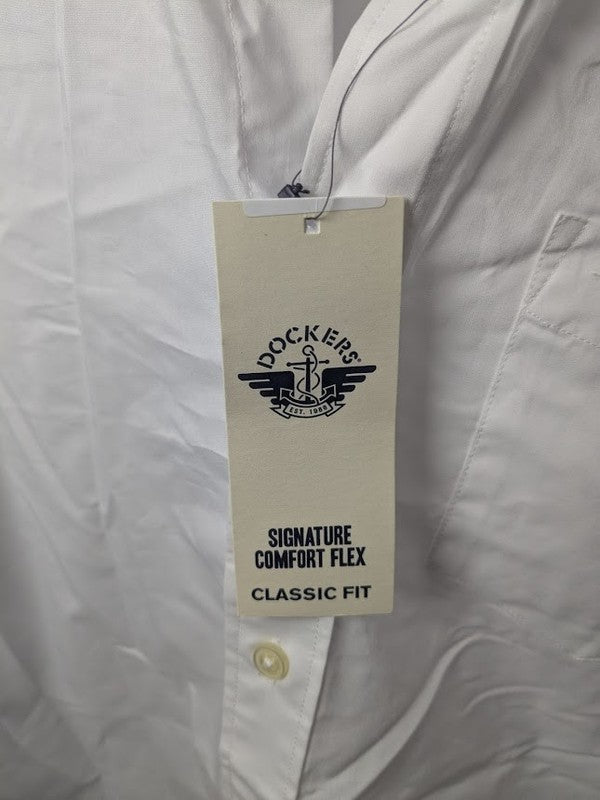 DOCKERS®
EST. 1986
SIGNATURE
COMFORT FLEX
CLASSIC FIT